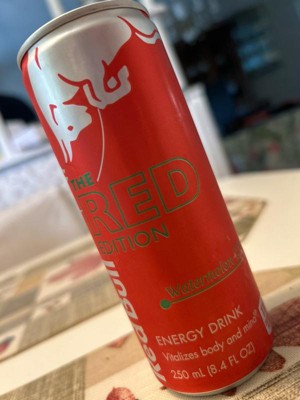 THE
RED
EDITION
Red Bull
Watermelon
ENERGY DRINK
Vitalizes body and mind®
250 mL (8.4 FL OZ)